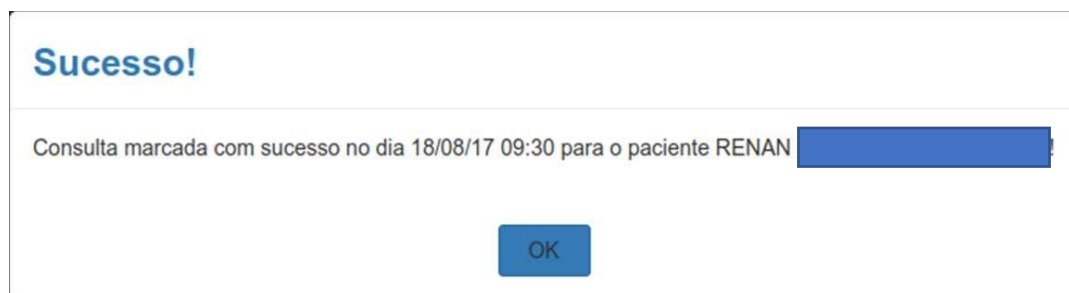 Sucesso!
Consulta marcada com sucesso no dia 18/08/17 09:30 para o paciente RENAN !
OK